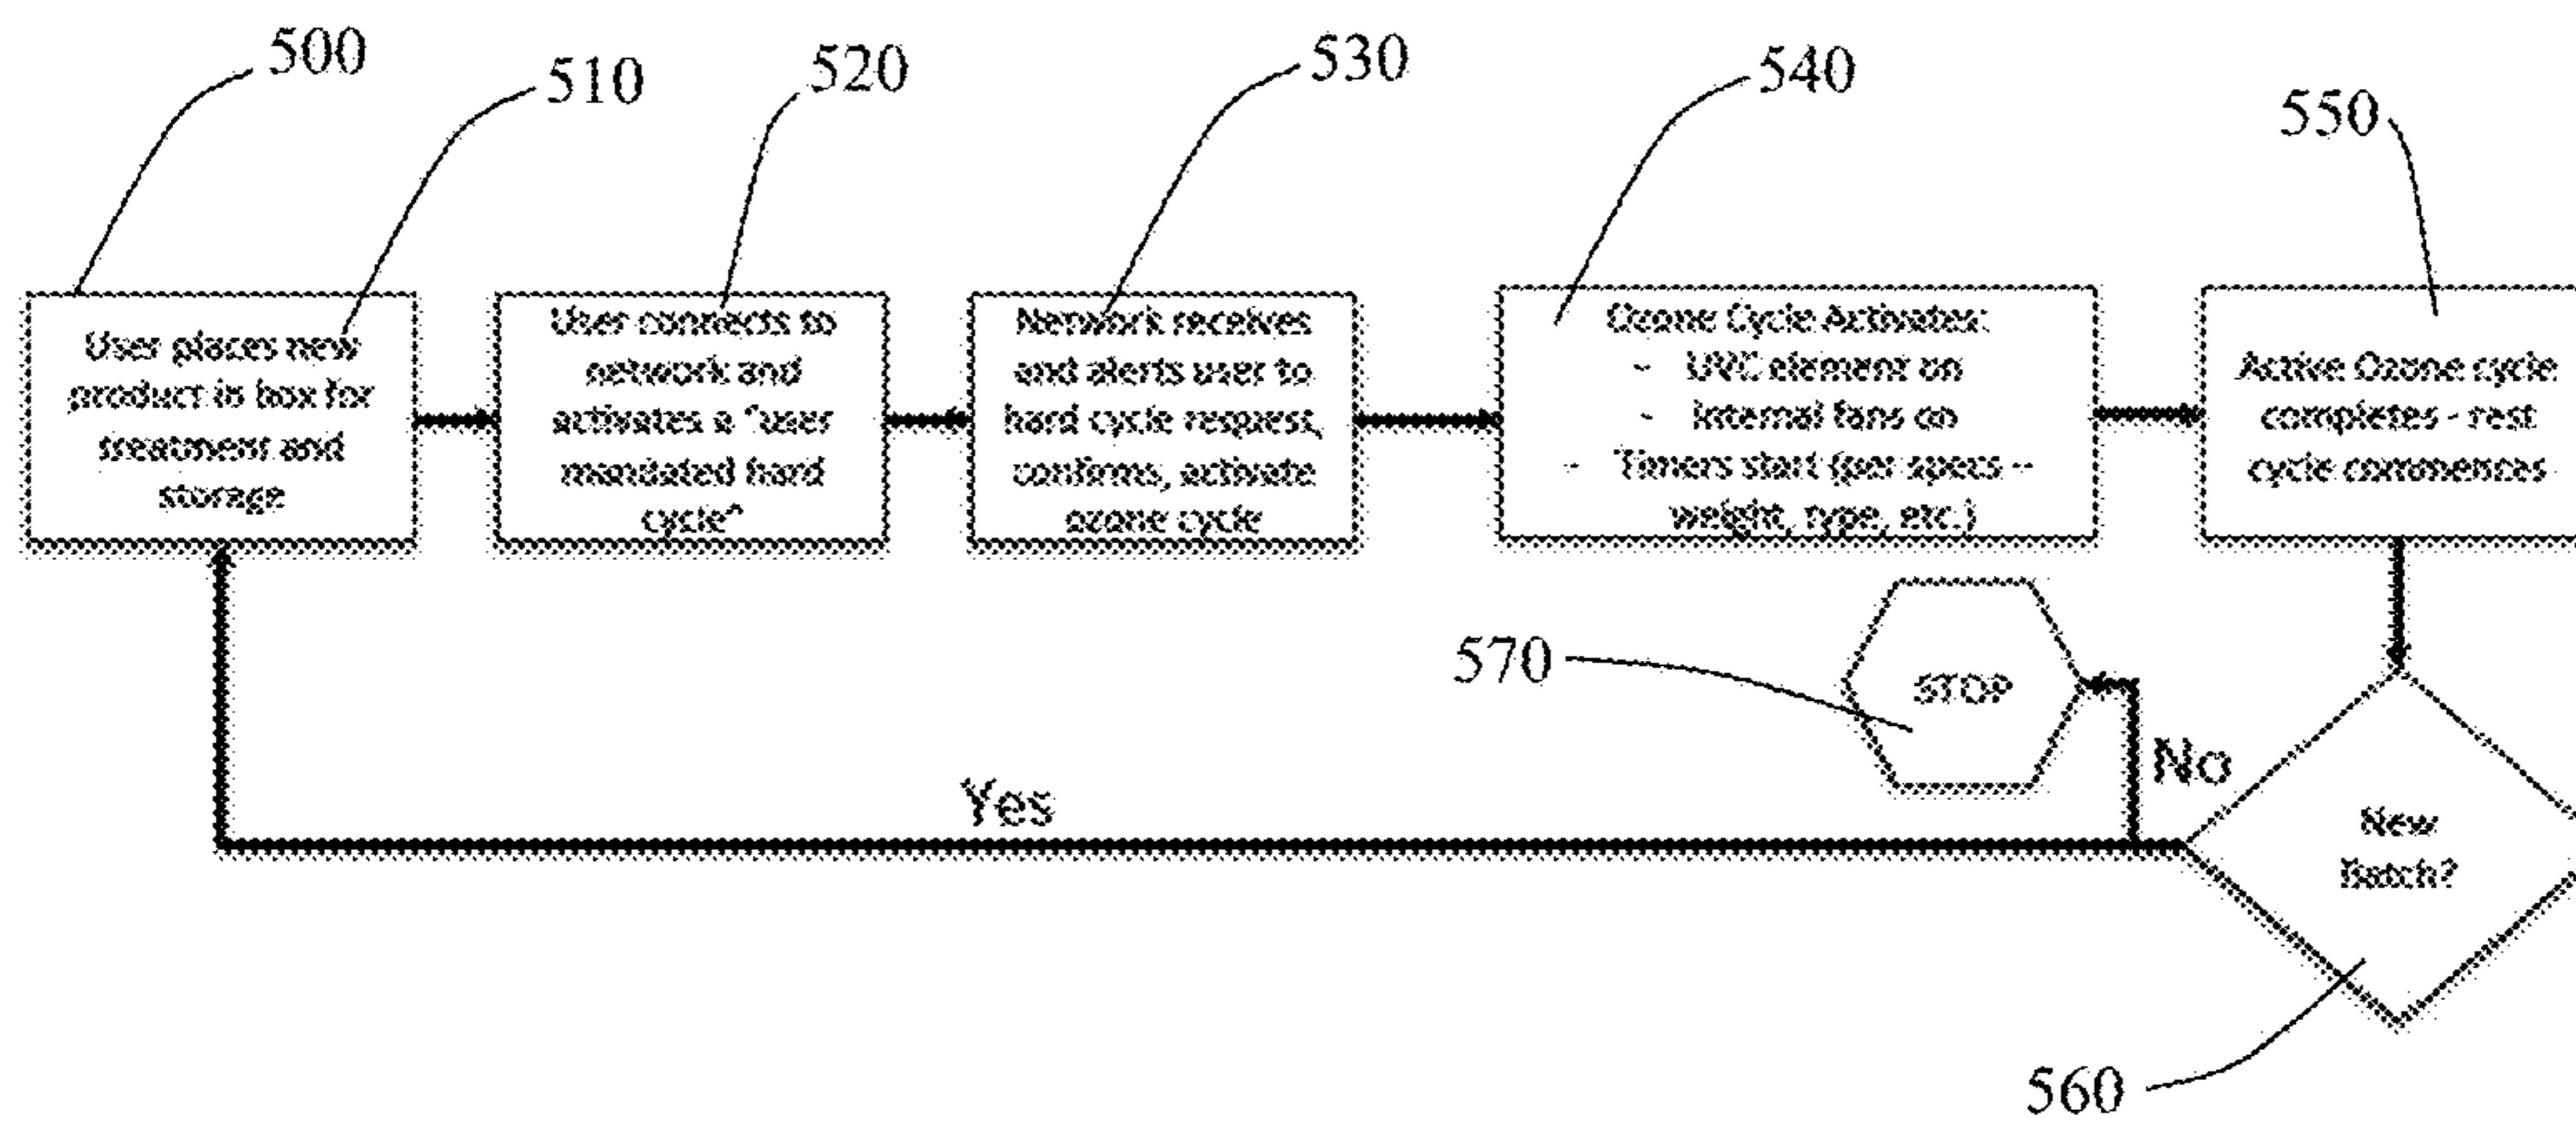 500
510
520
530
540
550
User places new
product in box for
treatment and
storage
User connects to
network and
activates a "user
mandated hard
cycle"
Network receives
and alerts user to
hard cycle request,
confirms, activate
ozone cycle
Ozone Cycle Activates:
- UVC element on
- Internal fans on
- Timers start (per specs –
weight, type, etc.)
Active Ozone cycle
completes - rest
cycle commences
570
STOP
No
Yes
New
Batch?
560